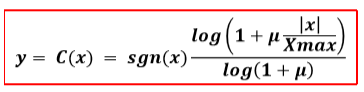 y = C(x) = sgn(x) log(1 + μ |x| / Xmax) / log(1 + μ)